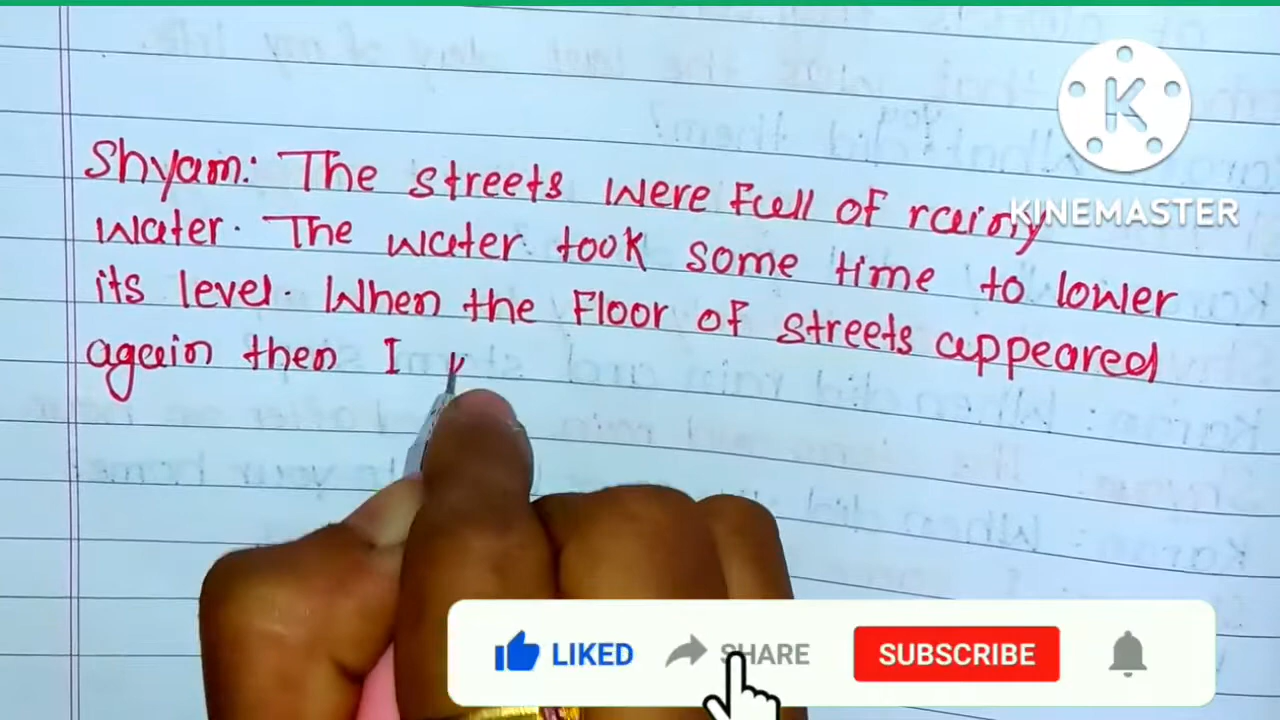 KINEMASTER
Shyam: The streets were full of rainy
water. The water took some time to lower
its level. When the Floor of streets appeared
again then I
LIKED SHARE SUBSCRIBE